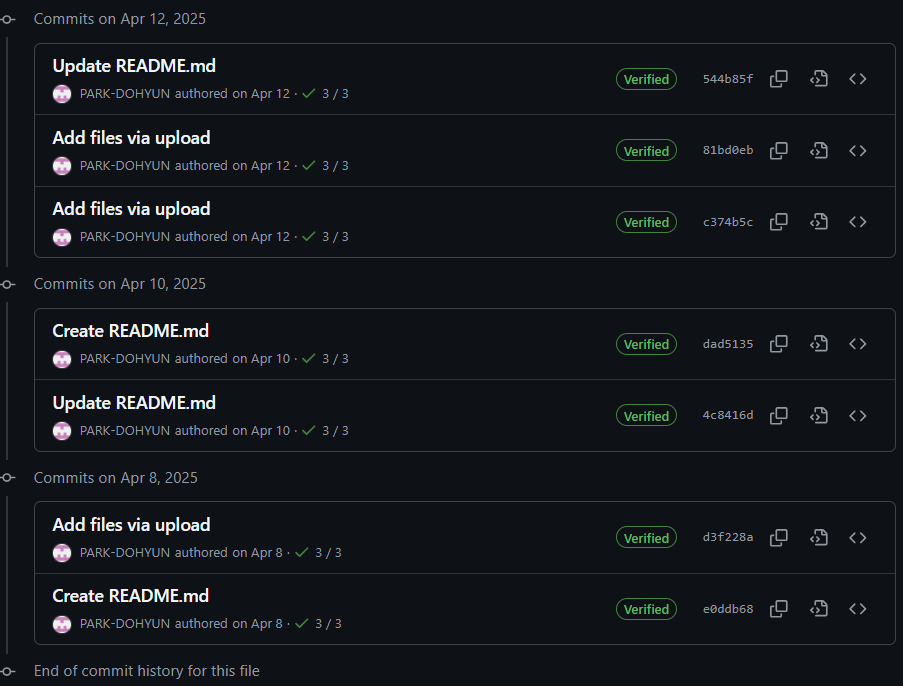 Commits on Apr 12, 2025
Update README.md
Verified 544b85f
PARK-DOHYUN authored on Apr 12 · 3 / 3
Add files via upload
Verified 81bd0eb
PARK-DOHYUN authored on Apr 12 · 3 / 3
Add files via upload
Verified c374b5c
PARK-DOHYUN authored on Apr 12 · 3 / 3
Commits on Apr 10, 2025
Create README.md
Verified dad5135
PARK-DOHYUN authored on Apr 10 · 3 / 3
Update README.md
Verified 4c8416d
PARK-DOHYUN authored on Apr 10 · 3 / 3
Commits on Apr 8, 2025
Add files via upload
Verified d3f228a
PARK-DOHYUN authored on Apr 8 · 3 / 3
Create README.md
Verified e0ddb68
PARK-DOHYUN authored on Apr 8 · 3 / 3
End of commit history for this file